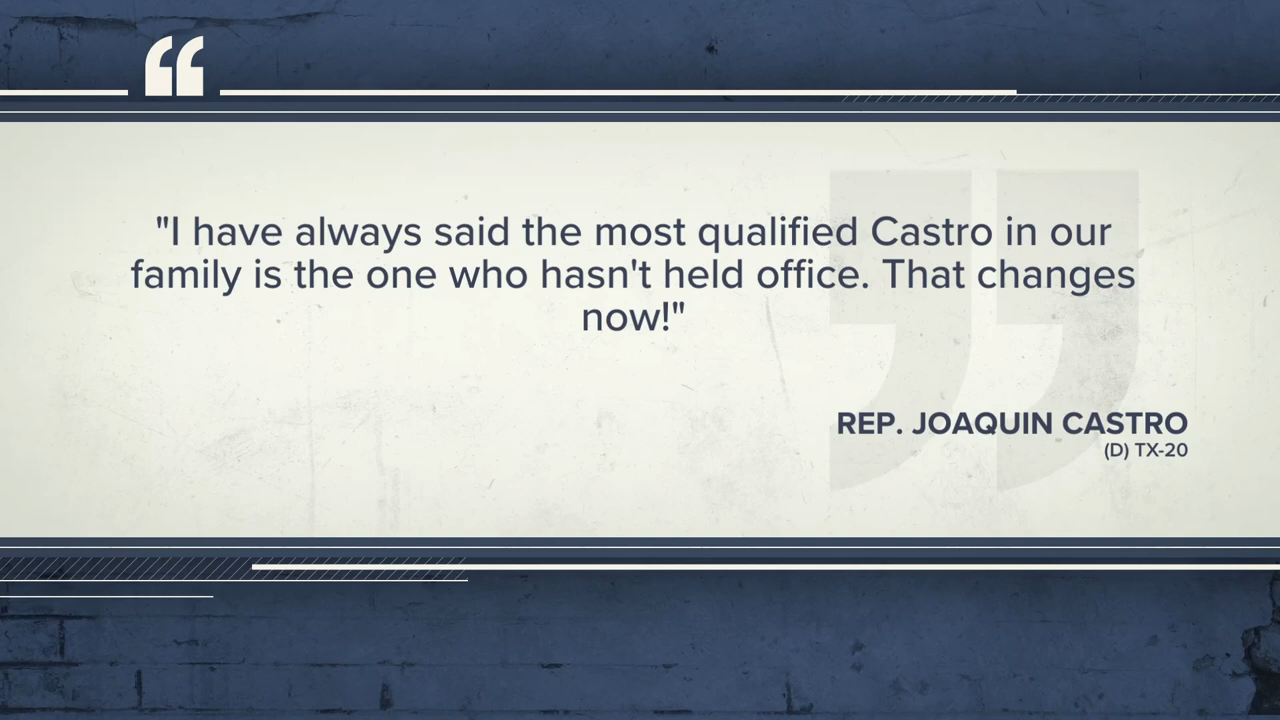 "I have always said the most qualified Castro in our
family is the one who hasn't held office. That changes
now!"
REP. JOAQUIN CASTRO
(D) TX-20